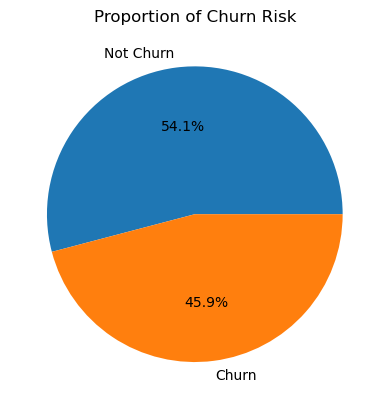 Proportion of Churn Risk
Not Churn
54.1%
45.9%
Churn